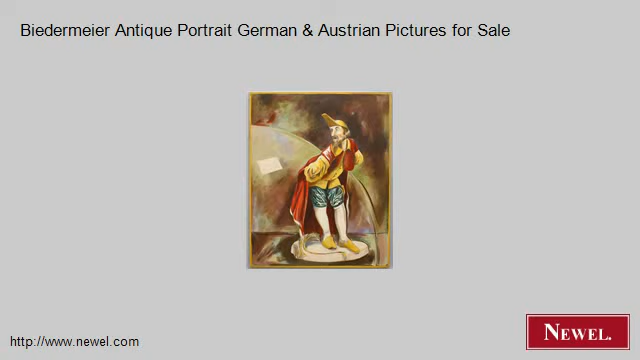 Biedermeier Antique Portrait German & Austrian Pictures for Sale
http://www.newel.com
NEWEL.